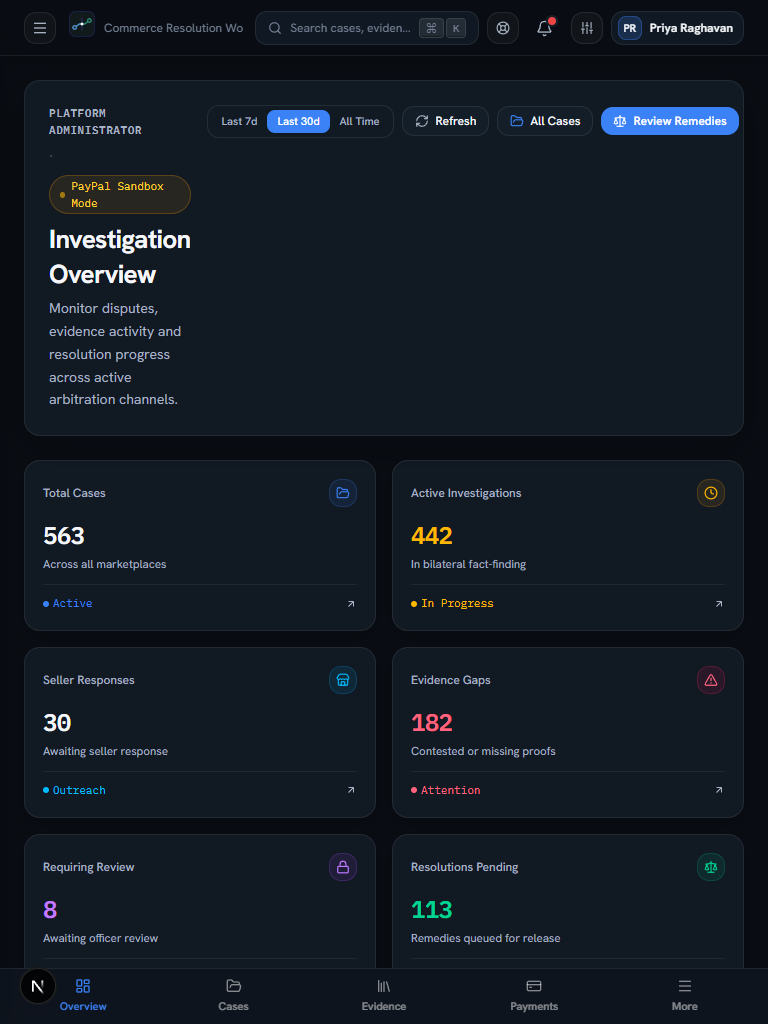 Commerce Resolution Wo
Search cases, eviden... ⌘ K
PR Priya Raghavan
PLATFORM
ADMINISTRATOR
·
PayPal Sandbox
Mode
Last 7d Last 30d All Time
Refresh
All Cases
Review Remedies
Investigation
Overview
Monitor disputes,
evidence activity and
resolution progress
across active
arbitration channels.
Total Cases
563
Across all marketplaces
Active
Active Investigations
442
In bilateral fact-finding
In Progress
Seller Responses
30
Awaiting seller response
Outreach
Evidence Gaps
182
Contested or missing proofs
Attention
Requiring Review
8
Awaiting officer review
Resolutions Pending
113
Remedies queued for release
N
Overview
Cases
Evidence
Payments
More